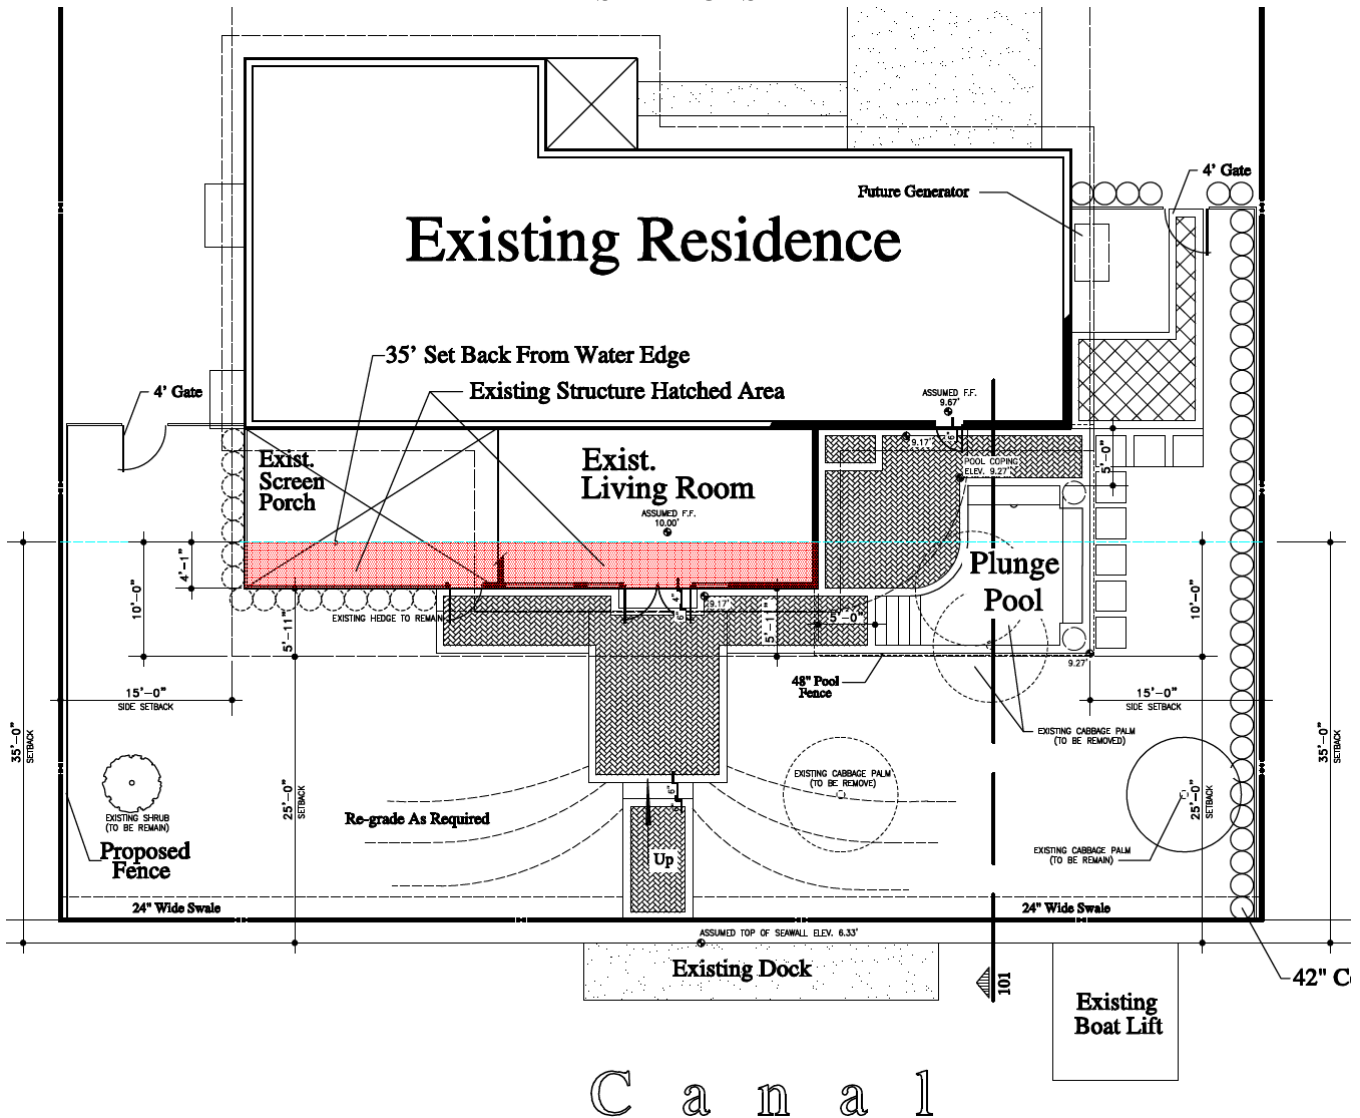 4' Gate
Future Generator
Existing Residence
35' Set Back From Water Edge
Existing Structure Hatched Area
4' Gate
ASSUMED F.F.
9.67'
9.17'
6"
Exist.
Screen
Porch
Exist.
Living Room
ASSUMED F.F.
10.00'
POOL COPING
ELEV. 9.27'
5'-0"
4'-1"
10'-0"
Plunge
Pool
10'-0"
EXISTING HEDGE TO REMAIN
5'-11"
4"
6"
9.17'
5'-11"
5'-0"
9.27'
48" Pool
Fence
15'-0"
SIDE SETBACK
15'-0"
SIDE SETBACK
35'-0"
SETBACK
EXISTING CABBAGE PALM
(TO BE REMOVED)
35'-0"
SETBACK
EXISTING CABBAGE PALM
(TO BE REMOVE)
6"
25'-0"
SETBACK
25'-0"
SETBACK
EXISTING SHRUB
(TO BE REMAIN)
Re-grade As Required
Proposed
Fence
Up
EXISTING CABBAGE PALM
(TO BE REMAIN)
24" Wide Swale
24" Wide Swale
ASSUMED TOP OF SEAWALL ELEV. 6.33'
Existing Dock
101
42" C
Existing
Boat Lift
Canal